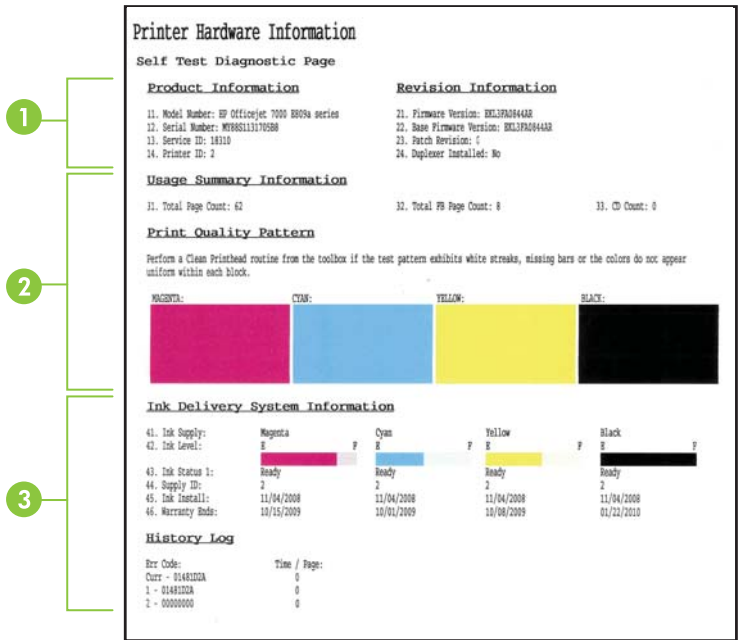 Printer Hardware Information
Self Test Diagnostic Page
1
Product Information
Revision Information
11. Model Number: HP Officejet 7000 E809a series
21. Firmware Version: EXL3FA0844AR
12. Serial Number: MY88S1131705B8
22. Base Firmware Version: EXL3FA0844AR
13. Service ID: 18310
23. Patch Revision: 0
14. Printer ID: 2
24. Duplexer Installed: No
2
Usage Summary Information
31. Total Page Count: 62
32. Total FB Page Count: 8
33. CD Count: 0
Print Quality Pattern
Perform a Clean Printhead routine from the toolbox if the test pattern exhibits white streaks, missing bars or the colors do not appear
uniform within each block.
MAGENTA:
CYAN:
YELLOW:
BLACK:
3
Ink Delivery System Information
41. Ink Supply: Magenta Cyan Yellow Black
42. Ink Level: E F E F E F E F
43. Ink Status 1: Ready Ready Ready Ready
44. Supply ID: 2 2 2 2
45. Ink Install: 11/04/2008 11/04/2008 11/04/2008 11/04/2008
46. Warranty Ends: 10/15/2009 10/01/2009 10/08/2009 01/22/2010
History Log
Err Code: Time / Page:
Curr - 01481D2A 0
1 - 01481D2A 0
2 - 00000000 0